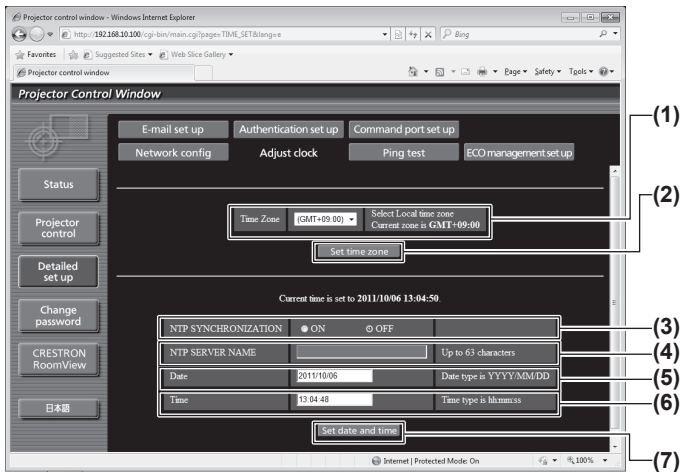 Projector control window - Windows Internet Explorer
http://192.168.10.100/cgi-bin/main.cgi?page=TIME_SET&lang=e
Bing
Favorites Suggested Sites Web Slice Gallery
Projector control window
Page Safety Tools
Projector Control Window
E-mail set up Authentication set up Command port set up
Network config Adjust clock Ping test ECO management set up
(1)
Status
(2)
Time Zone (GMT+09:00) Select Local time zone
Current zone is GMT+09:00
Projector
control
Set time zone
Detailed
set up
Current time is set to 2011/10/06 13:04:50.
Change
password
NTP SYNCHRONIZATION ON OFF
(3)
NTP SERVER NAME Up to 63 characters
(4)
CRESTRON
RoomView
Date 2011/10/06 Date type is YYYY/MM/DD
(5)
Time 13:04:48 Time type is hh:mm:ss
(6)
日本語
Set date and time
(7)
Internet | Protected Mode: On 100%